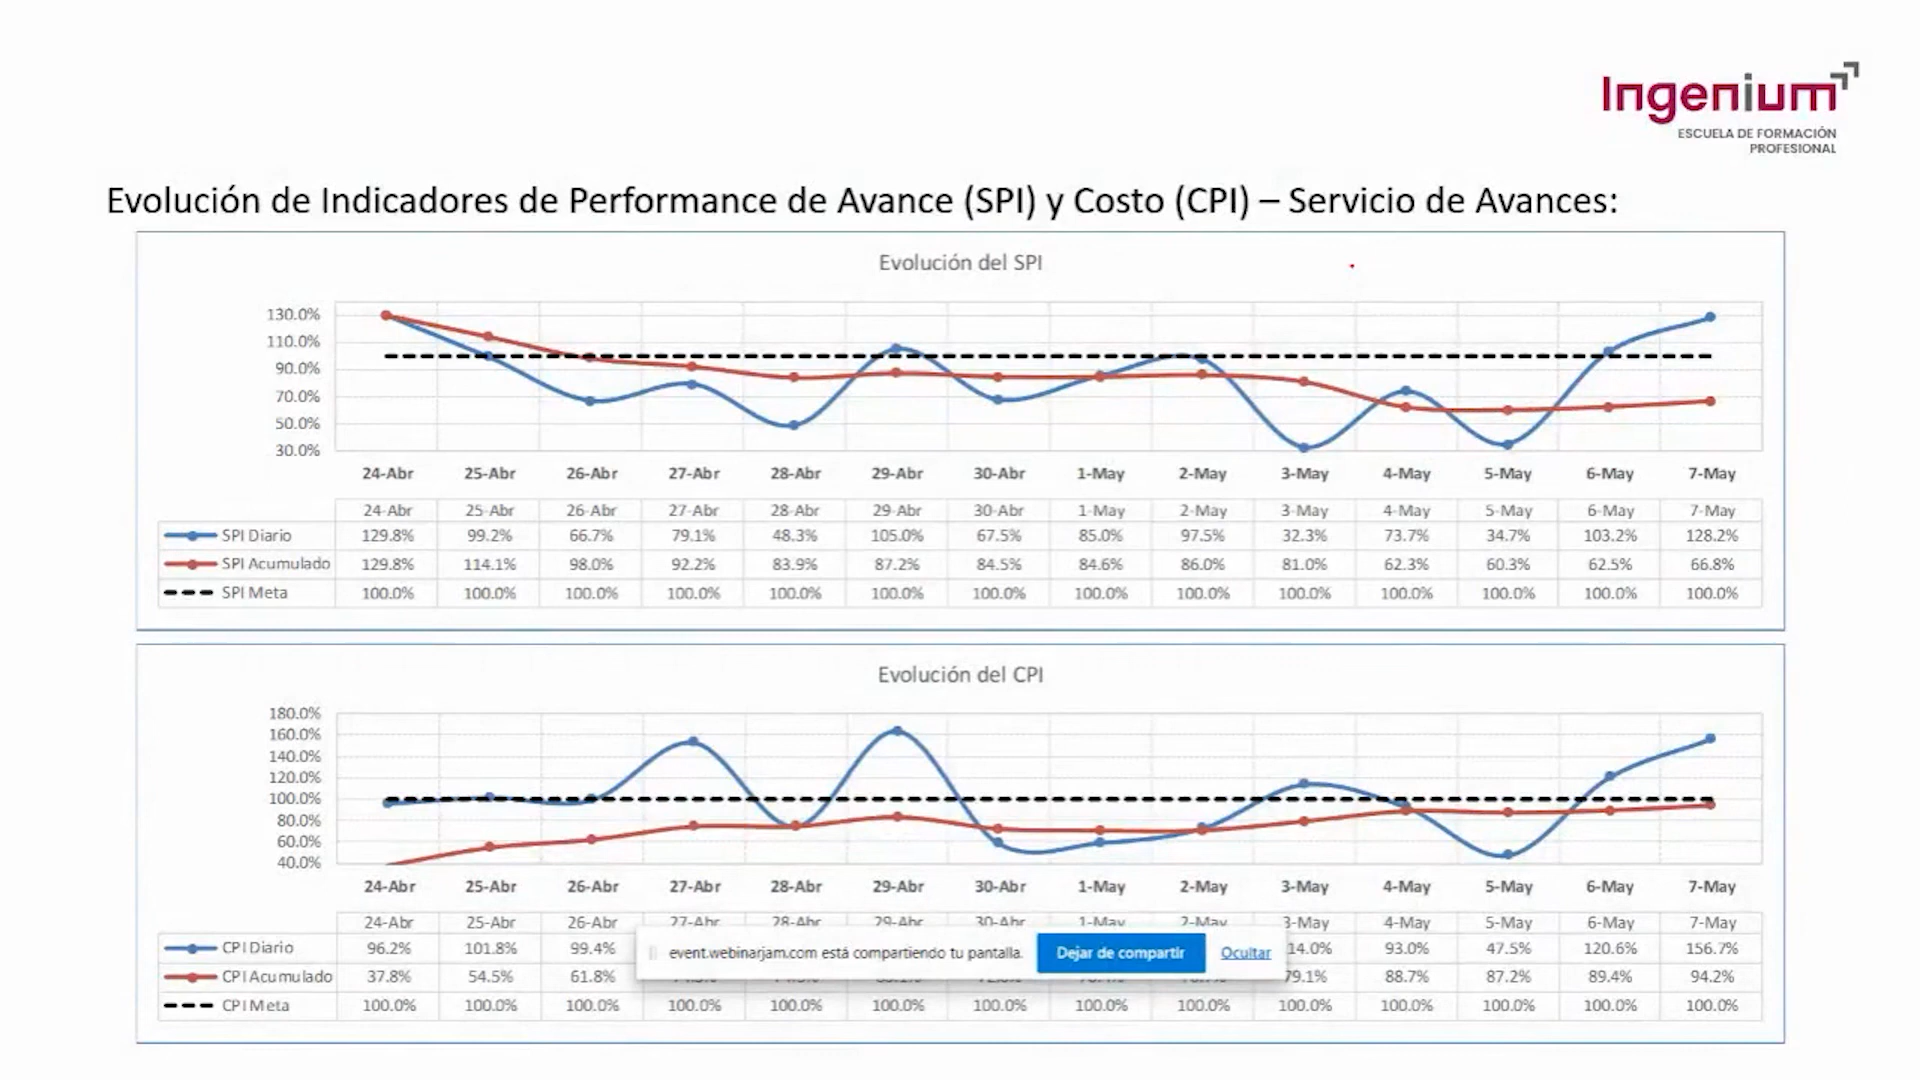 Ingenium
ESCUELA DE FORMACIÓN
PROFESIONAL
Evolución de Indicadores de Performance de Avance (SPI) y Costo (CPI) – Servicio de Avances:
Evolución del SPI
130.0%
110.0%
90.0%
70.0%
50.0%
30.0%
24-Abr 25-Abr 26-Abr 27-Abr 28-Abr 29-Abr 30-Abr 1-May 2-May 3-May 4-May 5-May 6-May 7-May
24-Abr 25-Abr 26-Abr 27-Abr 28-Abr 29-Abr 30-Abr 1-May 2-May 3-May 4-May 5-May 6-May 7-May
SPI Diario 129.8% 99.2% 66.7% 79.1% 48.3% 105.0% 67.5% 85.0% 97.5% 32.3% 73.7% 34.7% 103.2% 128.2%
SPI Acumulado 129.8% 114.1% 98.0% 92.2% 83.9% 87.2% 84.5% 84.6% 86.0% 81.0% 62.3% 60.3% 62.5% 66.8%
SPI Meta 100.0% 100.0% 100.0% 100.0% 100.0% 100.0% 100.0% 100.0% 100.0% 100.0% 100.0% 100.0% 100.0% 100.0%
Evolución del CPI
180.0%
160.0%
140.0%
120.0%
100.0%
80.0%
60.0%
40.0%
24-Abr 25-Abr 26-Abr 27-Abr 28-Abr 29-Abr 30-Abr 1-May 2-May 3-May 4-May 5-May 6-May 7-May
24-Abr 25-Abr 26-Abr 27-Abr 28-Abr 29-Abr 30-Abr 1-May 2-May 3-May 4-May 5-May 6-May 7-May
CPI Diario 96.2% 101.8% 99.4% 14.0% 93.0% 47.5% 120.6% 156.7%
event.webinarjam.com está compartiendo tu pantalla. Dejar de compartir Ocultar
CPI Acumulado 37.8% 54.5% 61.8% 79.1% 88.7% 87.2% 89.4% 94.2%
CPI Meta 100.0% 100.0% 100.0% 100.0% 100.0% 100.0% 100.0% 100.0% 100.0% 100.0% 100.0% 100.0% 100.0% 100.0%